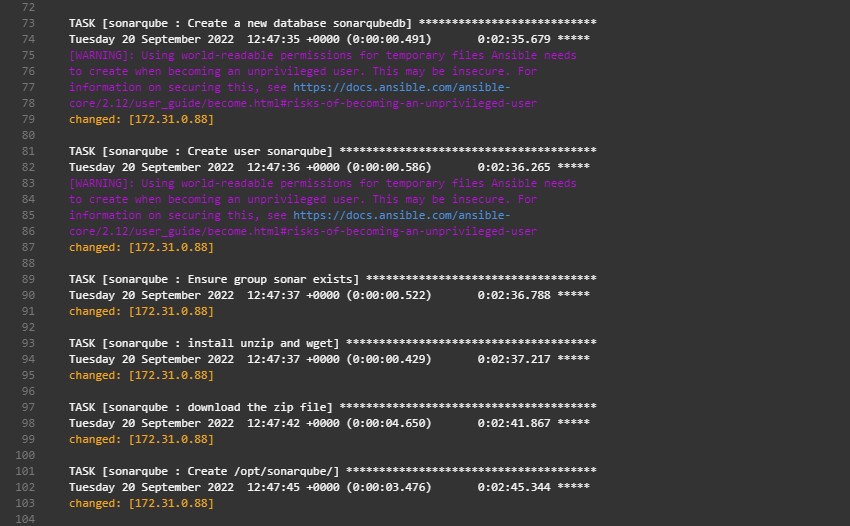 72
73 TASK [sonarqube : Create a new database sonarqubedb] ***************************
74 Tuesday 20 September 2022  12:47:35 +0000 (0:00:00.491)       0:02:35.679 *****
75 [WARNING]: Using world-readable permissions for temporary files Ansible needs
76 to create when becoming an unprivileged user. This may be insecure. For
77 information on securing this, see https://docs.ansible.com/ansible-
78 core/2.12/user_guide/become.html#risks-of-becoming-an-unprivileged-user
79 changed: [172.31.0.88]
80
81 TASK [sonarqube : Create user sonarqube] ***************************************
82 Tuesday 20 September 2022  12:47:36 +0000 (0:00:00.586)       0:02:36.265 *****
83 [WARNING]: Using world-readable permissions for temporary files Ansible needs
84 to create when becoming an unprivileged user. This may be insecure. For
85 information on securing this, see https://docs.ansible.com/ansible-
86 core/2.12/user_guide/become.html#risks-of-becoming-an-unprivileged-user
87 changed: [172.31.0.88]
88
89 TASK [sonarqube : Ensure group sonar exists] ***********************************
90 Tuesday 20 September 2022  12:47:37 +0000 (0:00:00.522)       0:02:36.788 *****
91 changed: [172.31.0.88]
92
93 TASK [sonarqube : install unzip and wget] **************************************
94 Tuesday 20 September 2022  12:47:37 +0000 (0:00:00.429)       0:02:37.217 *****
95 changed: [172.31.0.88]
96
97 TASK [sonarqube : download the zip file] ***************************************
98 Tuesday 20 September 2022  12:47:42 +0000 (0:00:04.650)       0:02:41.867 *****
99 changed: [172.31.0.88]
100
101 TASK [sonarqube : Create /opt/sonarqube/] **************************************
102 Tuesday 20 September 2022  12:47:45 +0000 (0:00:03.476)       0:02:45.344 *****
103 changed: [172.31.0.88]
104